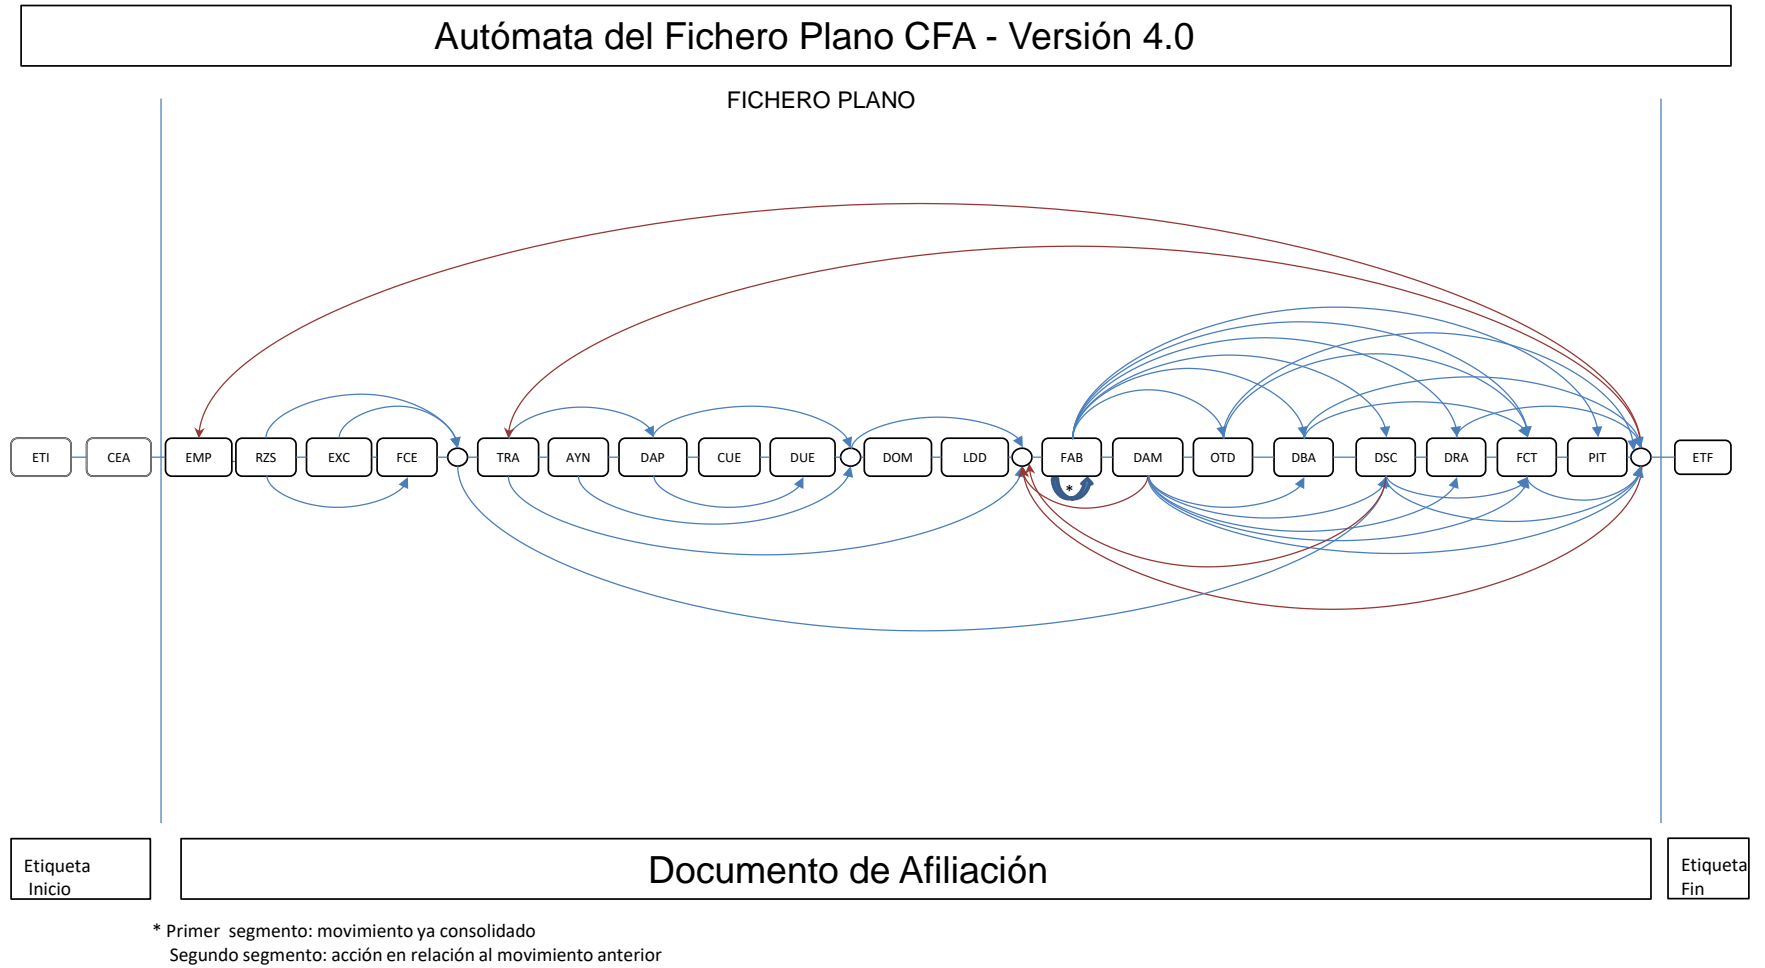 Autómata del Fichero Plano CFA - Versión 4.0
FICHERO PLANO
ETI CEA EMP RZS EXC FCE TRA AYN DAP CUE DUE DOM LDD FAB DAM OTD DBA DSC DRA FCT PIT ETF
*
Etiqueta
Inicio
Documento de Afiliación
Etiqueta
Fin
* Primer segmento: movimiento ya consolidado
Segundo segmento: acción en relación al movimiento anterior